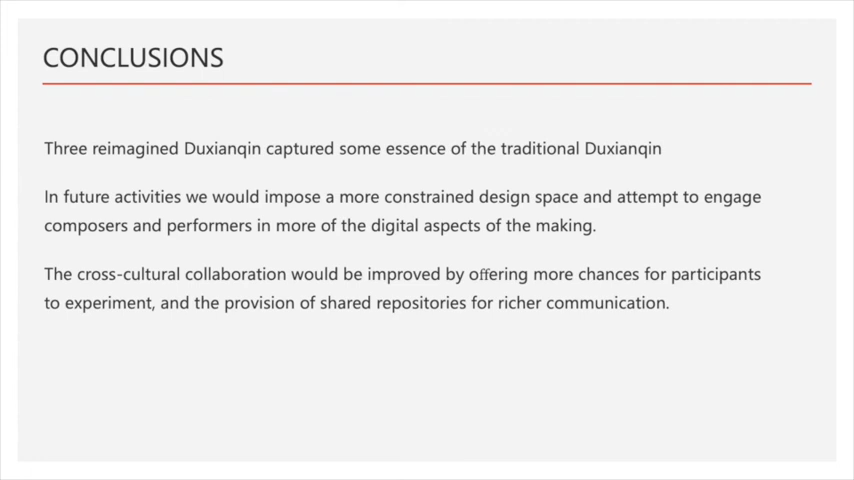 CONCLUSIONS
Three reimagined Duxianqin captured some essence of the traditional Duxianqin
In future activities we would impose a more constrained design space and attempt to engage
composers and performers in more of the digital aspects of the making.
The cross-cultural collaboration would be improved by offering more chances for participants
to experiment, and the provision of shared repositories for richer communication.